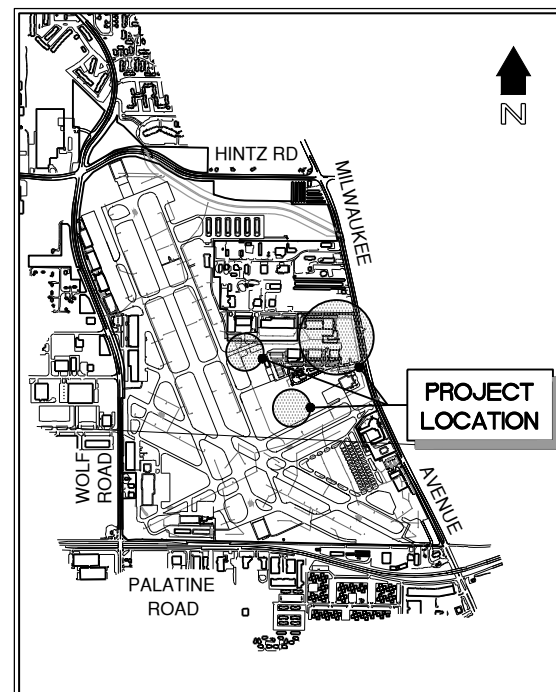 N
HINTZ RD
MILWAUKEE
PROJECT
LOCATION
WOLF
ROAD
AVENUE
PALATINE
ROAD